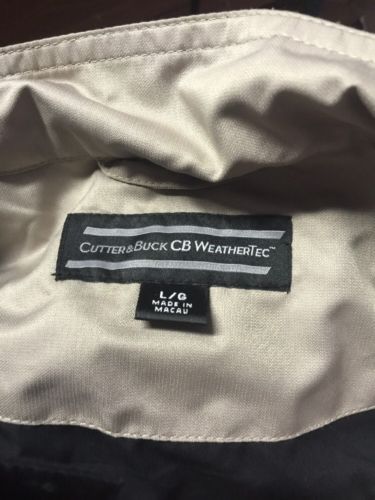 CUTTER & BUCK CB WEATHERTEC™
L/G
MADE IN
MACAU